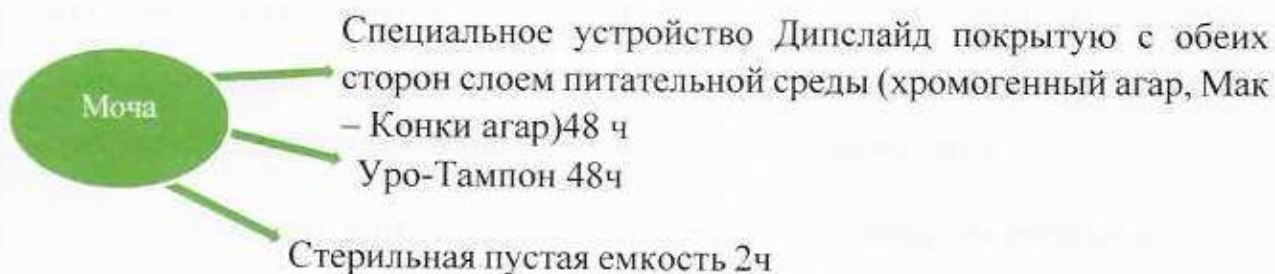 Специальное устройство Дипслайд покрытую с обеих
сторон слоем питательной среды (хромогенный агар, Мак
– Конки агар)48 ч
Моча
Уро-Тампон 48ч
Стерильная пустая емкость 2ч